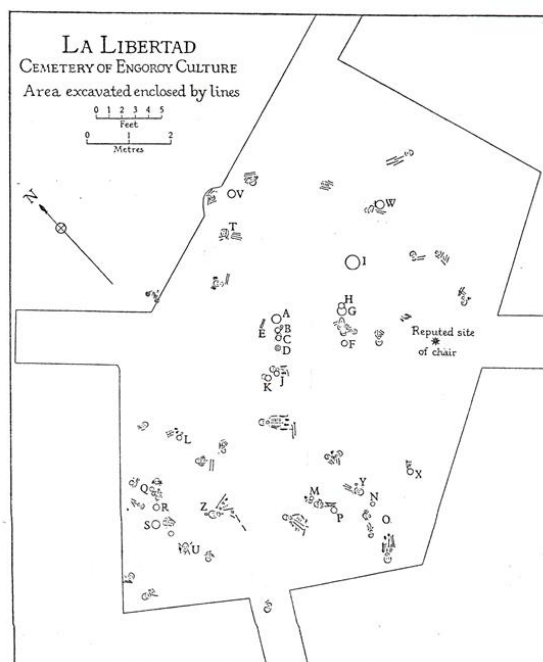 LA LIBERTAD
CEMETERY OF ENGOROY CULTURE
Area excavated enclosed by lines
0 1 2 3 4 5
Feet
0 1 2
Metres
N
V
W
T
I
H
G
A
B
E
C
D
F
Reputed site
of chair
J
K
L
X
Q
Y
M
N
R
Z
P
O
S
U